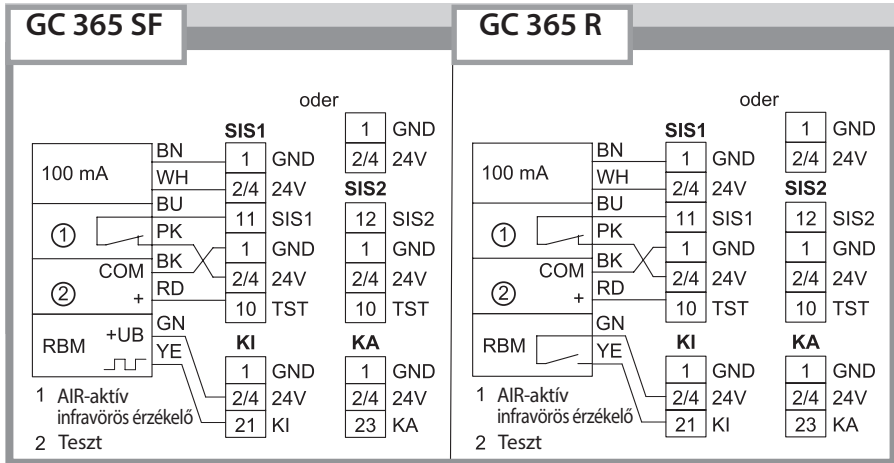 GC 365 SF
oder
SIS1
1 GND
BN 1 GND
2/4 24V
100 mA
WH 2/4 24V
SIS2
BU 11 SIS1
12 SIS2
① PK 1 GND
1 GND
COM BK 2/4 24V
2/4 24V
② + RD 10 TST
10 TST
GN
RBM +UB KI
KA
YE 1 GND
1 GND
2/4 24V
2/4 24V
21 KI
23 KA
1 AIR-aktív
infravörös érzékelő
2 Teszt
GC 365 R
oder
SIS1
1 GND
BN 1 GND
2/4 24V
100 mA
WH 2/4 24V
SIS2
BU 11 SIS1
12 SIS2
① PK 1 GND
1 GND
COM BK 2/4 24V
2/4 24V
② + RD 10 TST
10 TST
GN
RBM KI
KA
YE 1 GND
1 GND
2/4 24V
2/4 24V
21 KI
23 KA
1 AIR-aktív
infravörös érzékelő
2 Teszt